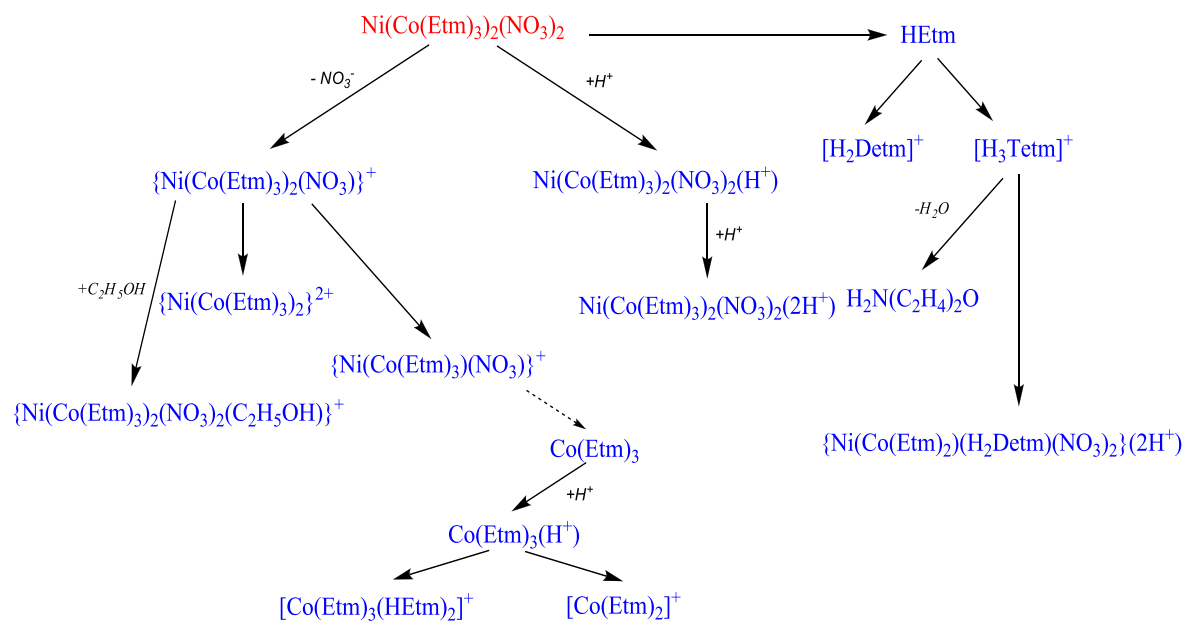 Ni(Co(Etm)₃)₂(NO₃)₂
HEtm
- NO₃⁻
+H⁺
[H₂Detm]⁺
[H₃Tetm]⁺
{Ni(Co(Etm)₃)₂(NO₃)}⁺
Ni(Co(Etm)₃)₂(NO₃)₂(H⁺)
-H₂O
+H⁺
+C₂H₅OH
{Ni(Co(Etm)₃)₂}²⁺
Ni(Co(Etm)₃)₂(NO₃)₂(2H⁺)
H₂N(C₂H₄)₂O
{Ni(Co(Etm)₃)(NO₃)}⁺
{Ni(Co(Etm)₃)₂(NO₃)₂(C₂H₅OH)}⁺
Co(Etm)₃
{Ni(Co(Etm)₂)(H₂Detm)(NO₃)₂}(2H⁺)
+H⁺
Co(Etm)₃(H⁺)
[Co(Etm)₃(HEtm)₂]⁺
[Co(Etm)₂]⁺